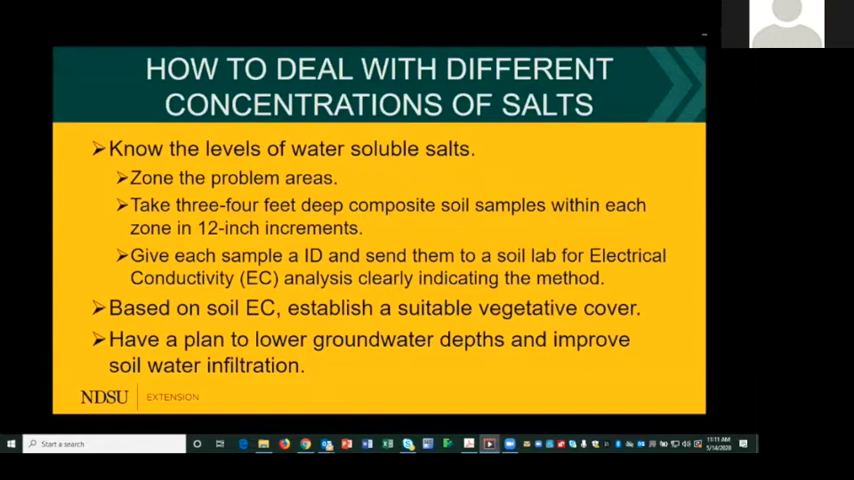 HOW TO DEAL WITH DIFFERENT
CONCENTRATIONS OF SALTS
➢Know the levels of water soluble salts.
➢Zone the problem areas.
➢Take three-four feet deep composite soil samples within each
zone in 12-inch increments.
➢Give each sample a ID and send them to a soil lab for Electrical
Conductivity (EC) analysis clearly indicating the method.
➢Based on soil EC, establish a suitable vegetative cover.
➢Have a plan to lower groundwater depths and improve
soil water infiltration.
NDSU EXTENSION
Start a search
11:11 AM
5/14/2020